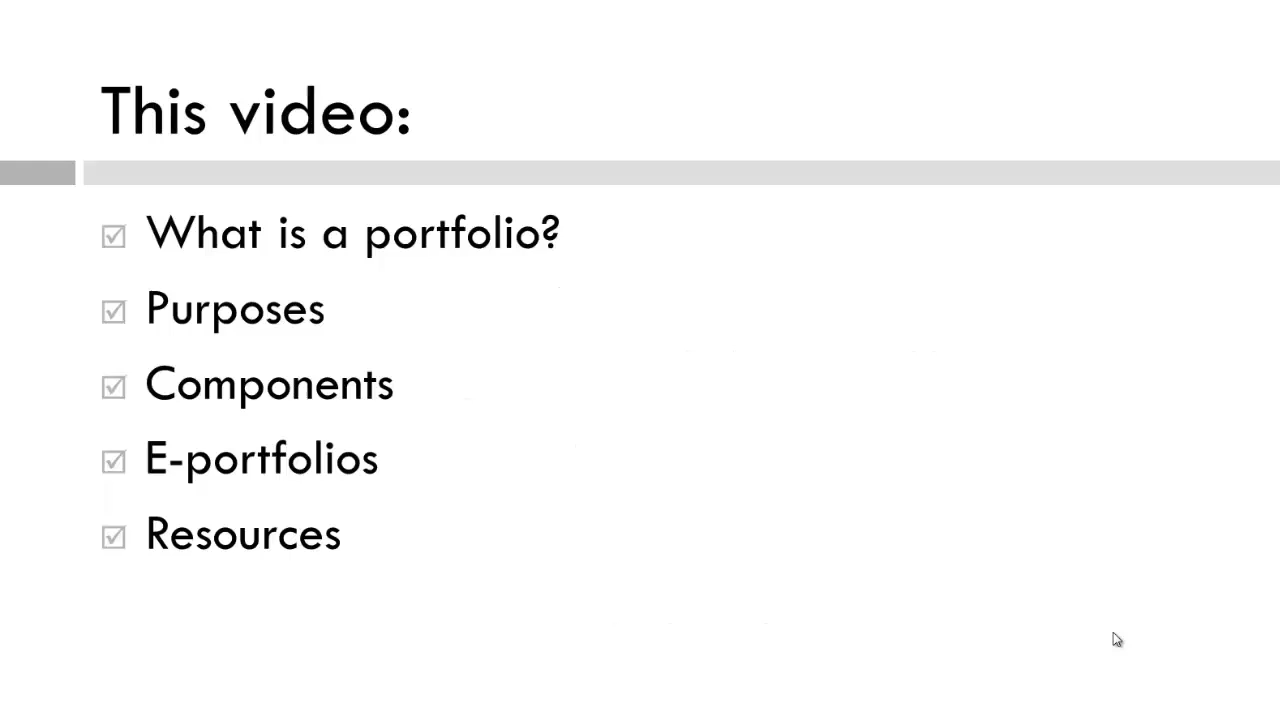 This video:
What is a portfolio?
Purposes
Components
E-portfolios
Resources